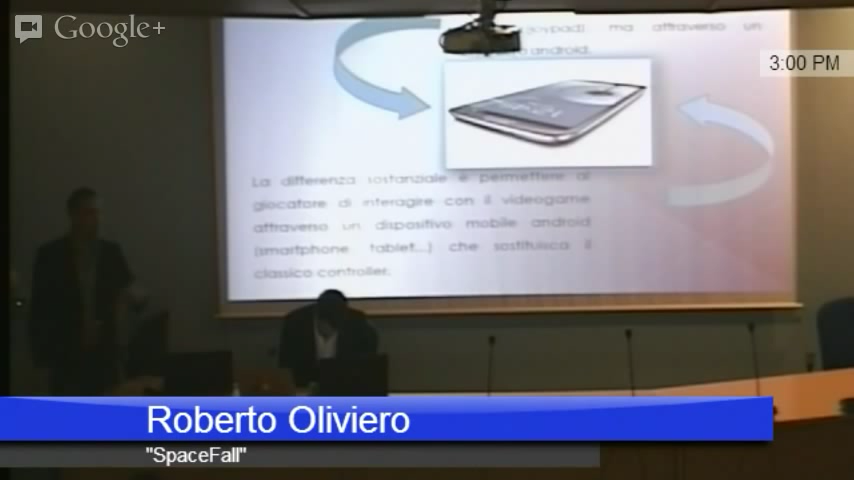 Google+
ma attraverso un
android.
3:00 PM
La differenza sostanziale è permettere al
giocatore di interagire con il videogame
attraverso un dispositivo mobile android
(smartphone tablet...) che sostituisca il
classico controller.
Roberto Oliviero
"SpaceFall"